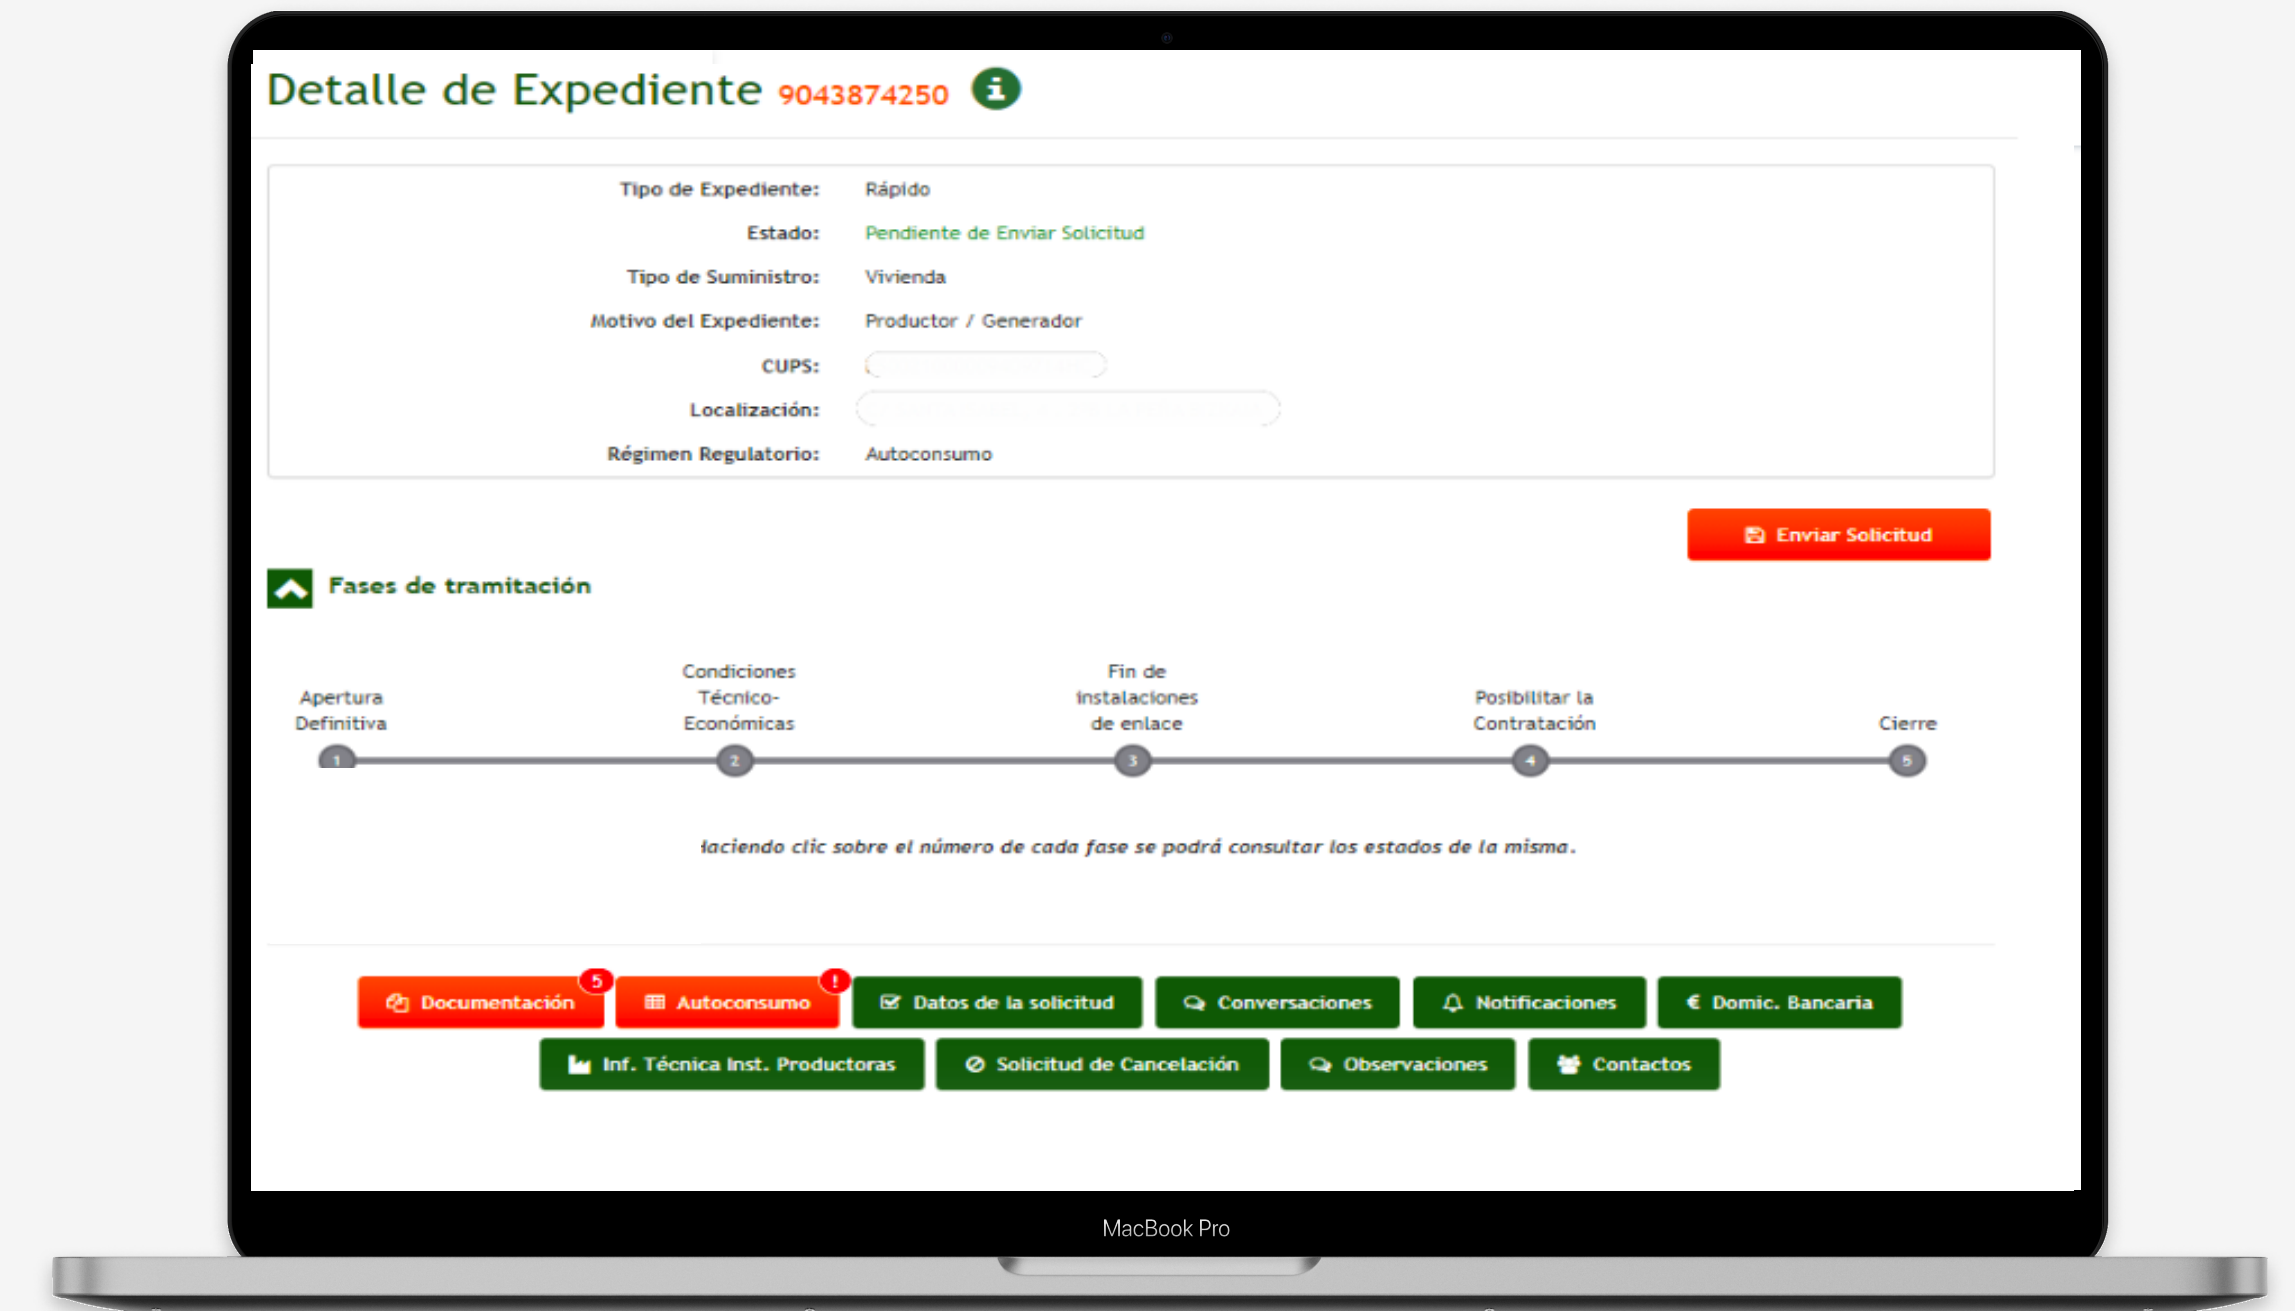 Detalle de Expediente 9043874250
Tipo de Expediente: Rápido
Estado: Pendiente de Enviar Solicitud
Tipo de Suministro: Vivienda
Motivo del Expediente: Productor / Generador
CUPS:
Localización:
Régimen Regulatorio: Autoconsumo
Enviar Solicitud
Fases de tramitación
Apertura
Definitiva
1
Condiciones
Técnico-
Económicas
2
Fin de
instalaciones
de enlace
3
Posibilitar la
Contratación
4
Cierre
5
Haciendo clic sobre el número de cada fase se podrá consultar los estados de la misma.
Documentación 5 Autoconsumo ! Datos de la solicitud Conversaciones Notificaciones € Domic. Bancaria
Inf. Técnica Inst. Productoras Solicitud de Cancelación Observaciones Contactos
MacBook Pro